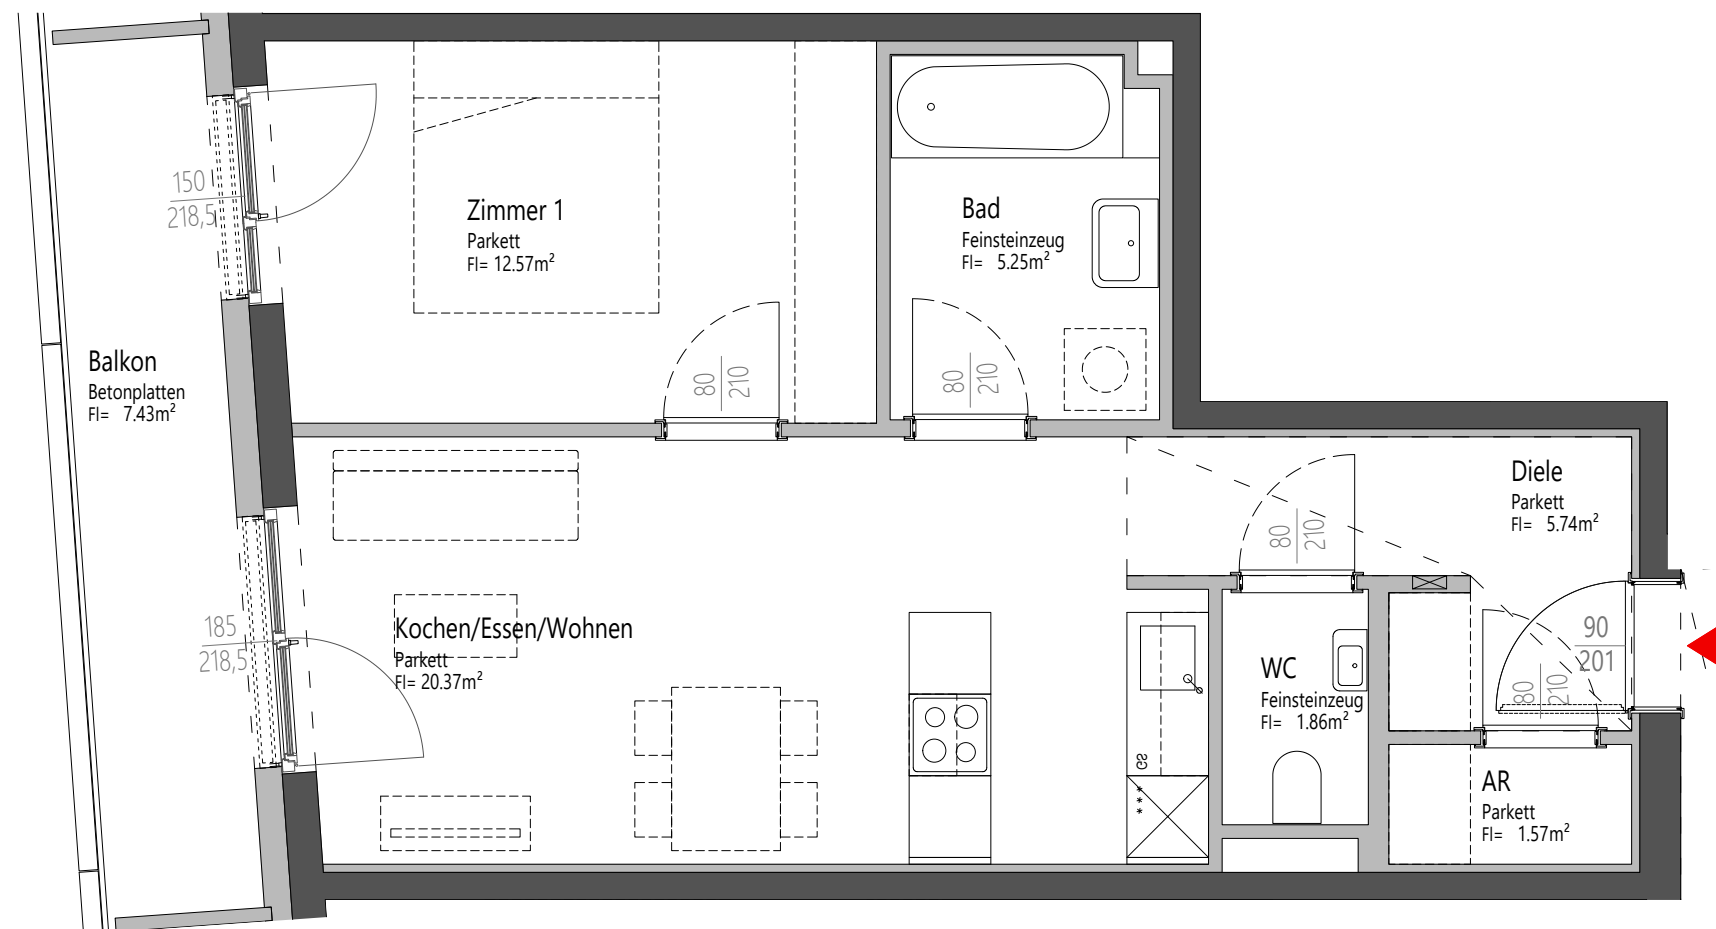 150
218,5
Zimmer 1
Parkett
Fl= 12.57m²
80
210
Bad
Feinsteinzeug
Fl= 5.25m²
80
210
Balkon
Betonplatten
Fl= 7.43m²
Diele
Parkett
Fl= 5.74m²
80
210
185
218,5
Kochen/Essen/Wohnen
Parkett
Fl= 20.37m²
GS
***
WC
Feinsteinzeug
Fl= 1.86m²
90
201
80
210
AR
Parkett
Fl= 1.57m²